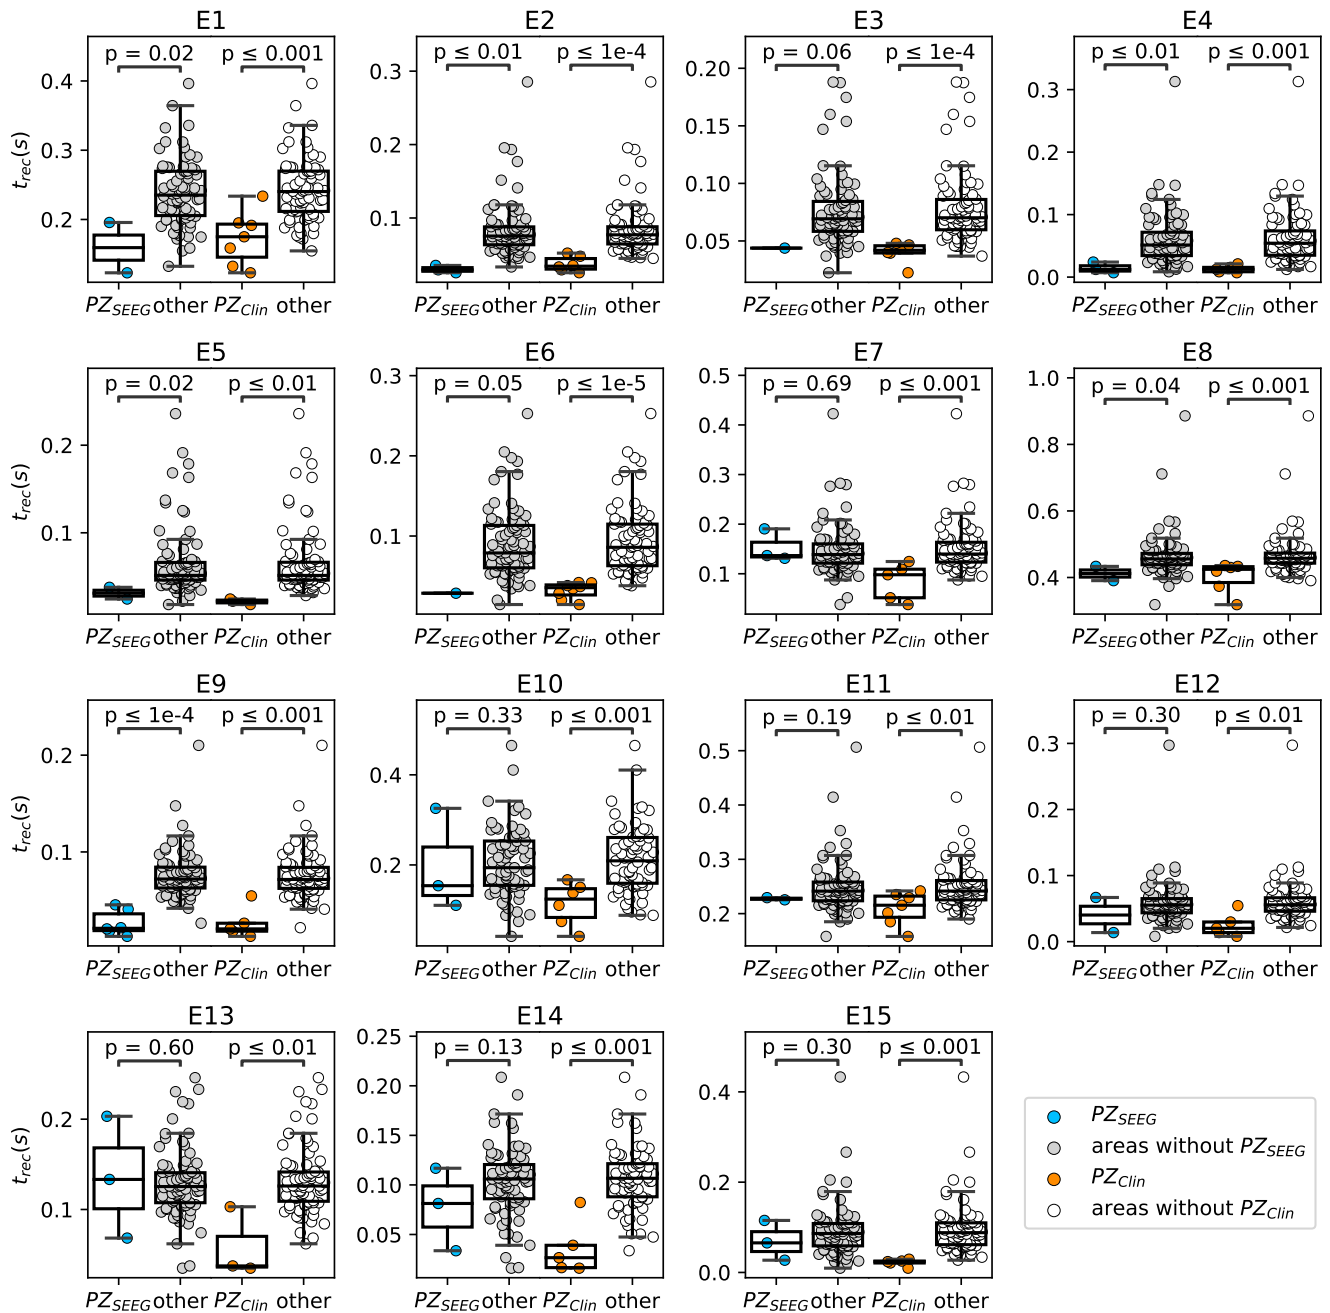 E1
E2
E3
E4
p = 0.02
p ≤ 0.001
p ≤ 0.01
p ≤ 1e-4
p = 0.06
p ≤ 1e-4
p ≤ 0.01
p ≤ 0.001
t_rec(s)
0.4
0.3
0.2
0.3
0.2
0.1
0.20
0.15
0.10
0.05
0.3
0.2
0.1
0.0
PZ_SEEG other PZ_Clin other
PZ_SEEG other PZ_Clin other
PZ_SEEG other PZ_Clin other
PZ_SEEG other PZ_Clin other
E5
E6
E7
E8
p = 0.02
p ≤ 0.01
p = 0.05
p ≤ 1e-5
p = 0.69
p ≤ 0.001
p = 0.04
p ≤ 0.001
t_rec(s)
0.2
0.1
0.3
0.2
0.1
0.5
0.4
0.3
0.2
0.1
1.0
0.8
0.6
0.4
PZ_SEEG other PZ_Clin other
PZ_SEEG other PZ_Clin other
PZ_SEEG other PZ_Clin other
PZ_SEEG other PZ_Clin other
E9
E10
E11
E12
p ≤ 1e-4
p ≤ 0.001
p = 0.33
p ≤ 0.001
p = 0.19
p ≤ 0.01
p = 0.30
p ≤ 0.01
t_rec(s)
0.2
0.1
0.0
0.4
0.2
0.5
0.4
0.3
0.2
0.3
0.2
0.1
0.0
PZ_SEEG other PZ_Clin other
PZ_SEEG other PZ_Clin other
PZ_SEEG other PZ_Clin other
PZ_SEEG other PZ_Clin other
E13
E14
E15
p = 0.60
p ≤ 0.01
p = 0.13
p ≤ 0.001
p = 0.30
p ≤ 0.001
t_rec(s)
0.2
0.1
0.25
0.20
0.15
0.10
0.05
0.4
0.2
0.0
PZ_SEEG other PZ_Clin other
PZ_SEEG other PZ_Clin other
PZ_SEEG other PZ_Clin other
PZ_SEEG
areas without PZ_SEEG
PZ_Clin
areas without PZ_Clin